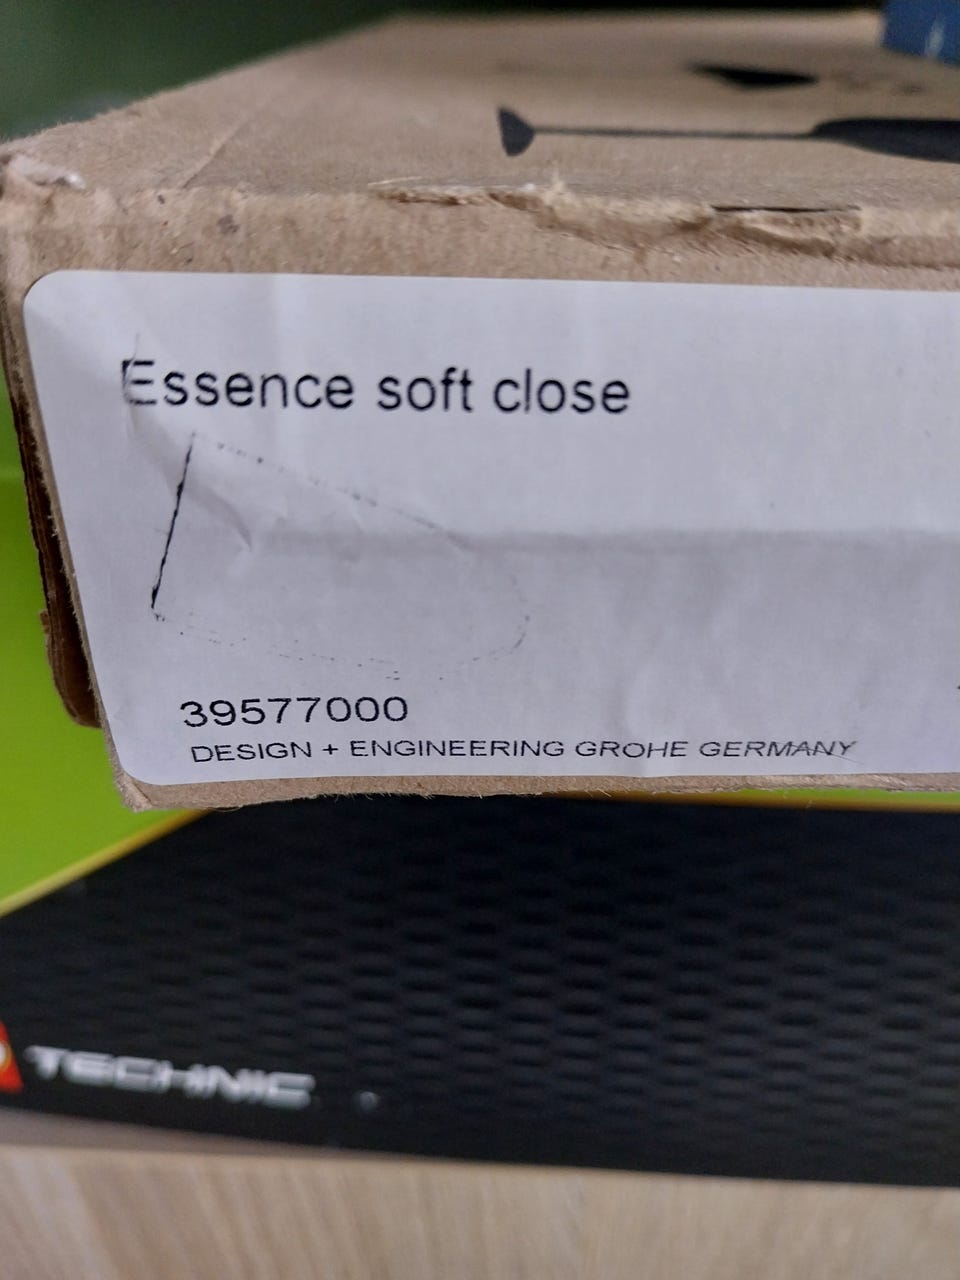 Essence soft close
39577000
DESIGN + ENGINEERING GROHE GERMANY
TECHNIC